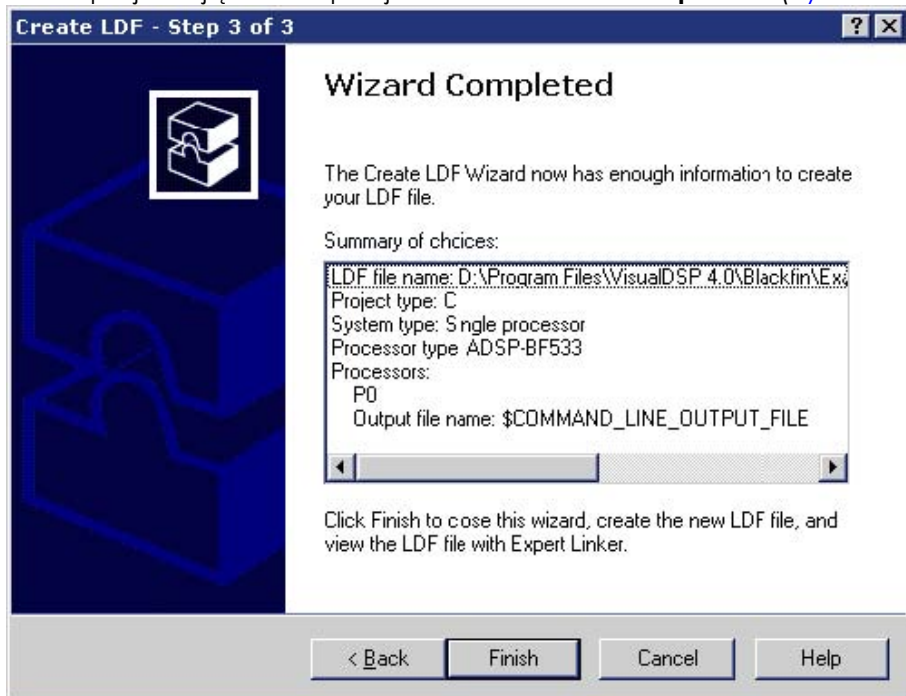 Create LDF - Step 3 of 3
Wizard Completed
The Create LDF Wizard now has enough information to create
your LDF file.
Summary of choices:
LDF file name: D:\Program Files\VisualDSP 4.0\Blackfin\Exa
Project type: C
System type: Single processor
Processor type ADSP-BF533
Processors:
P0
Output file name: $COMMAND_LINE_OUTPUT_FILE
Click Finish to close this wizard, create the new LDF file, and
view the LDF file with Expert Linker.
< Back
Finish
Cancel
Help